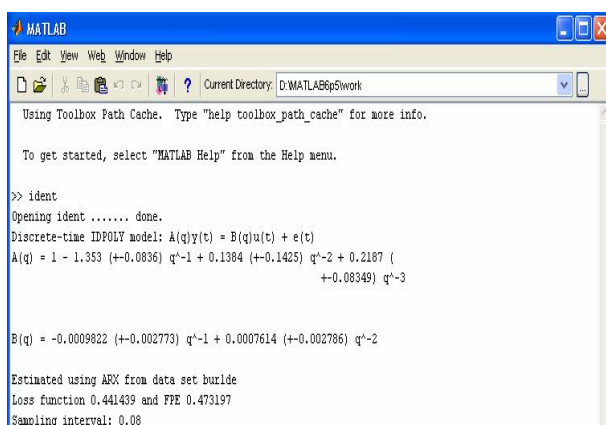 MATLAB
File Edit View Web Window Help
? Current Directory: D:\MATLAB6p5\work ...
Using Toolbox Path Cache. Type "help toolbox_path_cache" for more info.
To get started, select "MATLAB Help" from the Help menu.
>> ident
Opening ident ....... done.
Discrete-time IDPOLY model: A(q)y(t) = B(q)u(t) + e(t)
A(q) = 1 - 1.353 (+-0.0836) q^-1 + 0.1384 (+-0.1425) q^-2 + 0.2187 (
+-0.08349) q^-3
B(q) = -0.0009822 (+-0.002773) q^-1 + 0.0007614 (+-0.002786) q^-2
Estimated using ARX from data set burlde
Loss function 0.441439 and FPE 0.473197
Sampling interval: 0.08